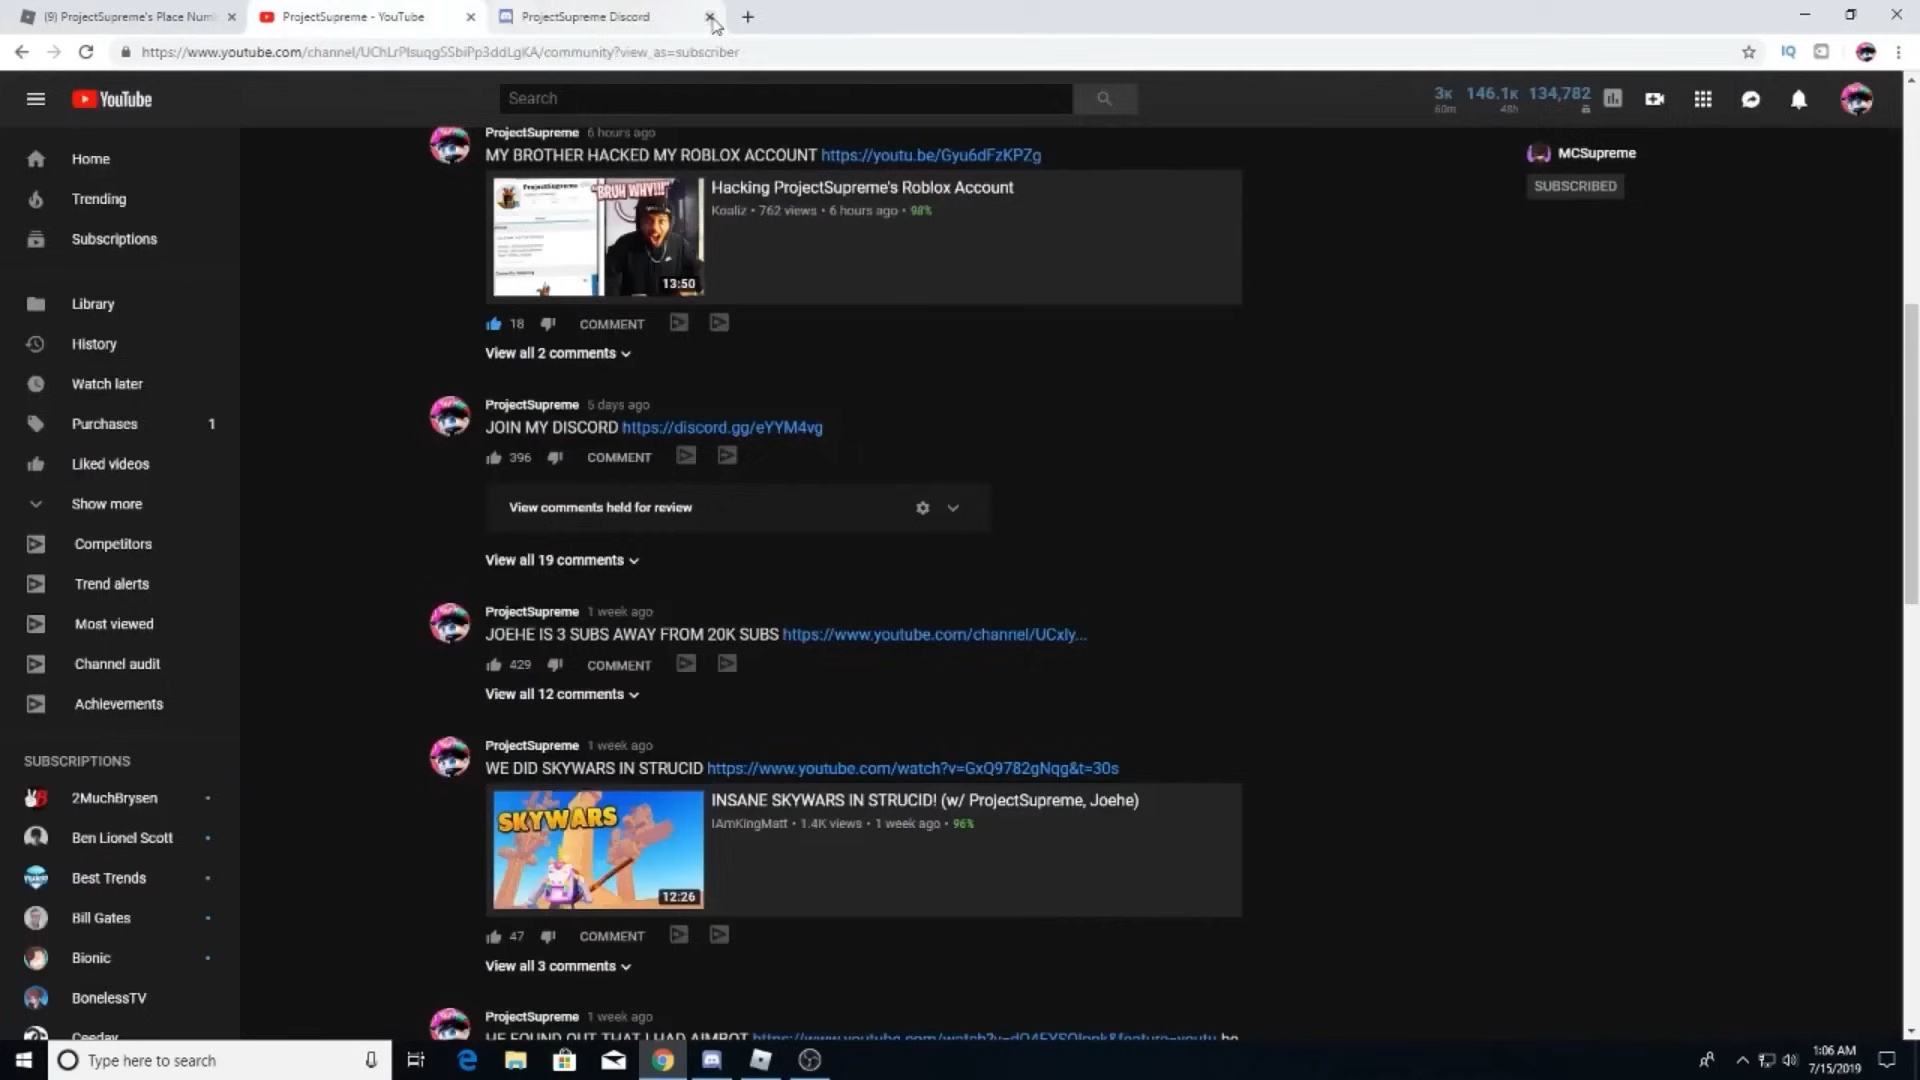 (9) ProjectSupreme's Place Num
ProjectSupreme - YouTube
ProjectSupreme Discord
https://www.youtube.com/channel/UChLrPlsuqgSSbiPp3ddLgKA/community?view_as=subscriber
IQ
YouTube
Search
3K 146.1K 134,782
60m 48h
Home
Trending
Subscriptions
Library
History
Watch later
Purchases 1
Liked videos
Show more
Competitors
Trend alerts
Most viewed
Channel audit
Achievements
SUBSCRIPTIONS
2MuchBrysen
Ben Lionel Scott
Best Trends
Bill Gates
Bionic
BonelessTV
Ceeday
ProjectSupreme 6 hours ago
MY BROTHER HACKED MY ROBLOX ACCOUNT https://youtu.be/Gyu6dFzKPZg
ProjectSupreme
"BRUH WHY!!!"
13:50
Hacking ProjectSupreme's Roblox Account
Koaliz • 762 views • 6 hours ago • 98%
18 COMMENT
View all 2 comments
ProjectSupreme 5 days ago
JOIN MY DISCORD https://discord.gg/eYYM4vg
396 COMMENT
View comments held for review
View all 19 comments
ProjectSupreme 1 week ago
JOEHE IS 3 SUBS AWAY FROM 20K SUBS https://www.youtube.com/channel/UCxly...
429 COMMENT
View all 12 comments
ProjectSupreme 1 week ago
WE DID SKYWARS IN STRUCID https://www.youtube.com/watch?v=GxQ9782gNqg&t=30s
SKYWARS
12:26
INSANE SKYWARS IN STRUCID! (w/ ProjectSupreme, Joehe)
IAmKingMatt • 1.4K views • 1 week ago • 96%
47 COMMENT
View all 3 comments
ProjectSupreme 1 week ago
HE FOUND OUT THAT I HAD AIMBOT
MCSupreme
SUBSCRIBED
Type here to search
1:06 AM
7/15/2019